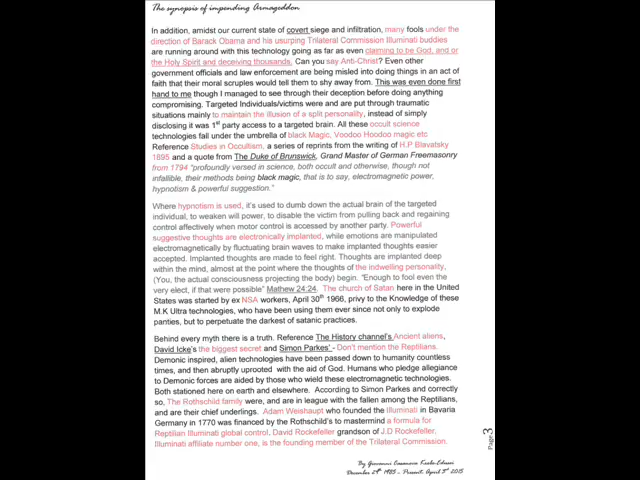 The synopsis of impending Armageddon
In addition, amidst our current state of covert siege and infiltration, many fools under the
direction of Barack Obama and his usurping Trilateral Commission Illuminati buddies
are running around with this technology going as far as even claiming to be God, and or
the Holy Spirit and deceiving thousands. Can you say Anti-Christ? Even other
government officials and law enforcement are being misled into doing things in an act of
faith that their moral scruples would tell them to shy away from. This was even done first
hand to me though I managed to see through their deception before doing anything
compromising. Targeted Individuals/victims were and are put through traumatic
situations mainly to maintain the illusion of a split personality, instead of simply
disclosing it was 1st party access to a targeted brain. All these occult science
technologies fall under the umbrella of black Magic, Voodoo Hoodoo magic etc
Reference Studies in Occultism, a series of reprints from the writing of H.P Blavatsky
1895 and a quote from The Duke of Brunswick, Grand Master of German Freemasonry
from 1794 "profoundly versed in science, both occult and otherwise, though not
infallible, their methods being black magic, that is to say, electromagnetic power,
hypnotism & powerful suggestion."
Where hypnotism is used, it's used to dumb down the actual brain of the targeted
individual, to weaken will power, to disable the victim from pulling back and regaining
control affectively when motor control is accessed by another party. Powerful
suggestive thoughts are electronically implanted, while emotions are manipulated
electromagnetically by fluctuating brain waves to make implanted thoughts easier
accepted. Implanted thoughts are made to feel right. Thoughts are implanted deep
within the mind, almost at the point where the thoughts of the indwelling personality,
(You, the actual consciousness projecting the body) begin. "Enough to fool even the
very elect, if that were possible" Mathew 24:24. The church of Satan here in the United
States was started by ex NSA workers, April 30th 1966, privy to the Knowledge of these
M.K Ultra technologies, who have been using them ever since not only to explode
panties, but to perpetuate the darkest of satanic practices.
Behind every myth there is a truth. Reference The History channel's Ancient aliens,
David Icke's the biggest secret and Simon Parkes' - Don't mention the Reptilians.
Demonic inspired, alien technologies have been passed down to humanity countless
times, and then abruptly uprooted with the aid of God. Humans who pledge allegiance
to Demonic forces are aided by those who wield these electromagnetic technologies.
Both stationed here on earth and elsewhere. According to Simon Parkes and correctly
so, The Rothschild family were, and are in league with the fallen among the Reptilians,
and are their chief underlings. Adam Weishaupt who founded the Illuminati in Bavaria
Germany in 1770 was financed by the Rothschild's to mastermind a formula for
Reptilian Illuminati global control. David Rockefeller grandson of J.D Rockefeller,
Illuminati affiliate number one, is the founding member of the Trilateral Commission.
Page 3
By Giovanni Casanova
December 29th 1983 - Present, April 3rd 2015